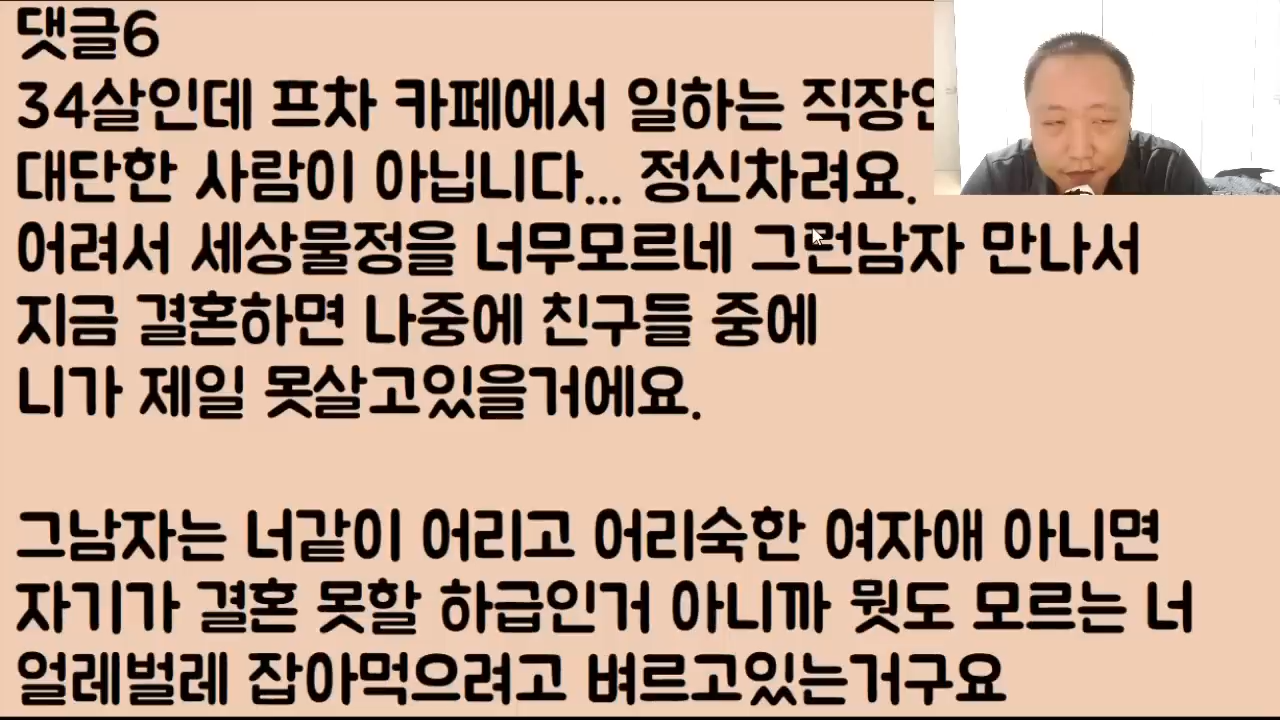 댓글6
34살인데 프차 카페에서 일하는
대단한 사람이 아닙니다... 정신차려요.
어려서 세상물정을 너무모르네 그런남자 만나서
지금 결혼하면 나중에 친구들 중에
니가 제일 못살고있을거에요.
그남자는 너같이 어리고 어리숙한 여자애 아니면
자기가 결혼 못할 하급인거 아니까 뭣도 모르는 너
얼레벌레 잡아먹으려고 벼르고있는거구요